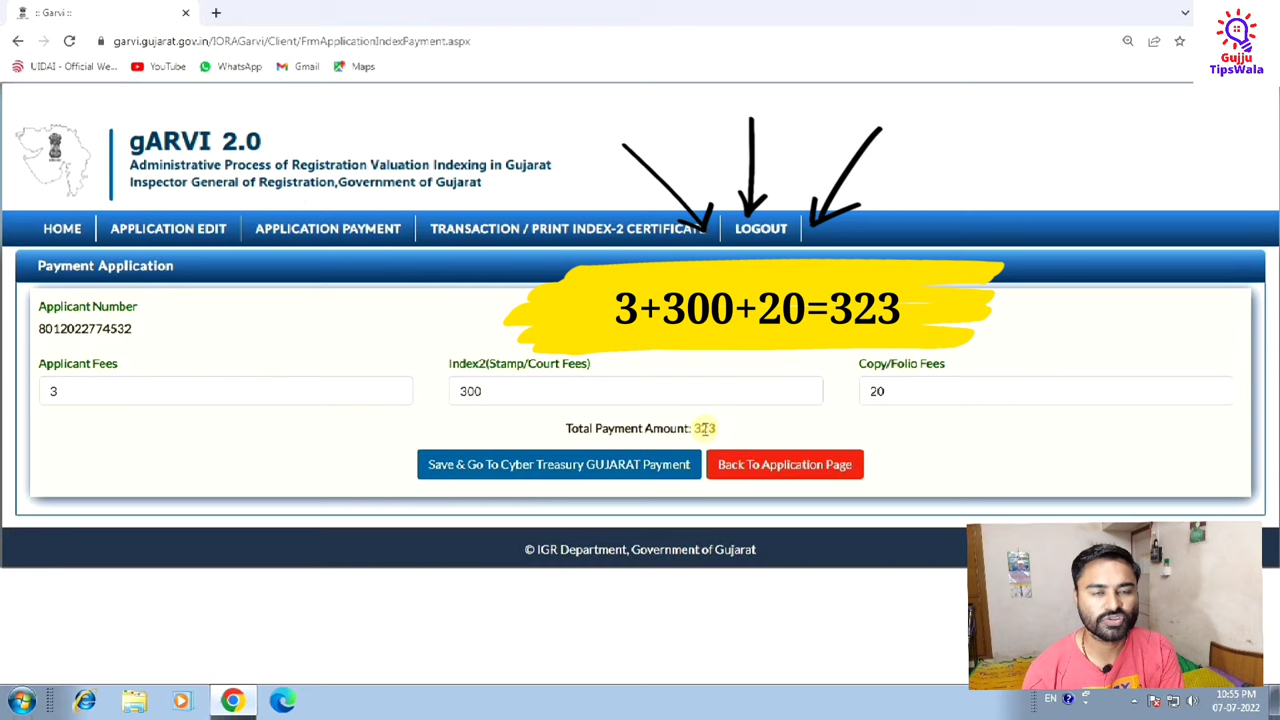 :: Garvi ::
garvi.gujarat.gov.in/IORAGarvi/Client/FrmApplicationIndexPayment.aspx
UIDAI - Official We... YouTube WhatsApp Gmail Maps
Gujju
TipsWala
gARVI 2.0
Administrative Process of Registration Valuation Indexing in Gujarat
Inspector General of Registration,Government of Gujarat
HOME APPLICATION EDIT APPLICATION PAYMENT TRANSACTION / PRINT INDEX-2 CERTIFICATE LOGOUT
Payment Application
3+300+20=323
Applicant Number
8012022774532
Applicant Fees Index2(Stamp/Court Fees) Copy/Folio Fees
3 300 20
Total Payment Amount: 323
Save & Go To Cyber Treasury GUJARAT Payment Back To Application Page
© IGR Department, Government of Gujarat
EN 10:55 PM
07-07-2022